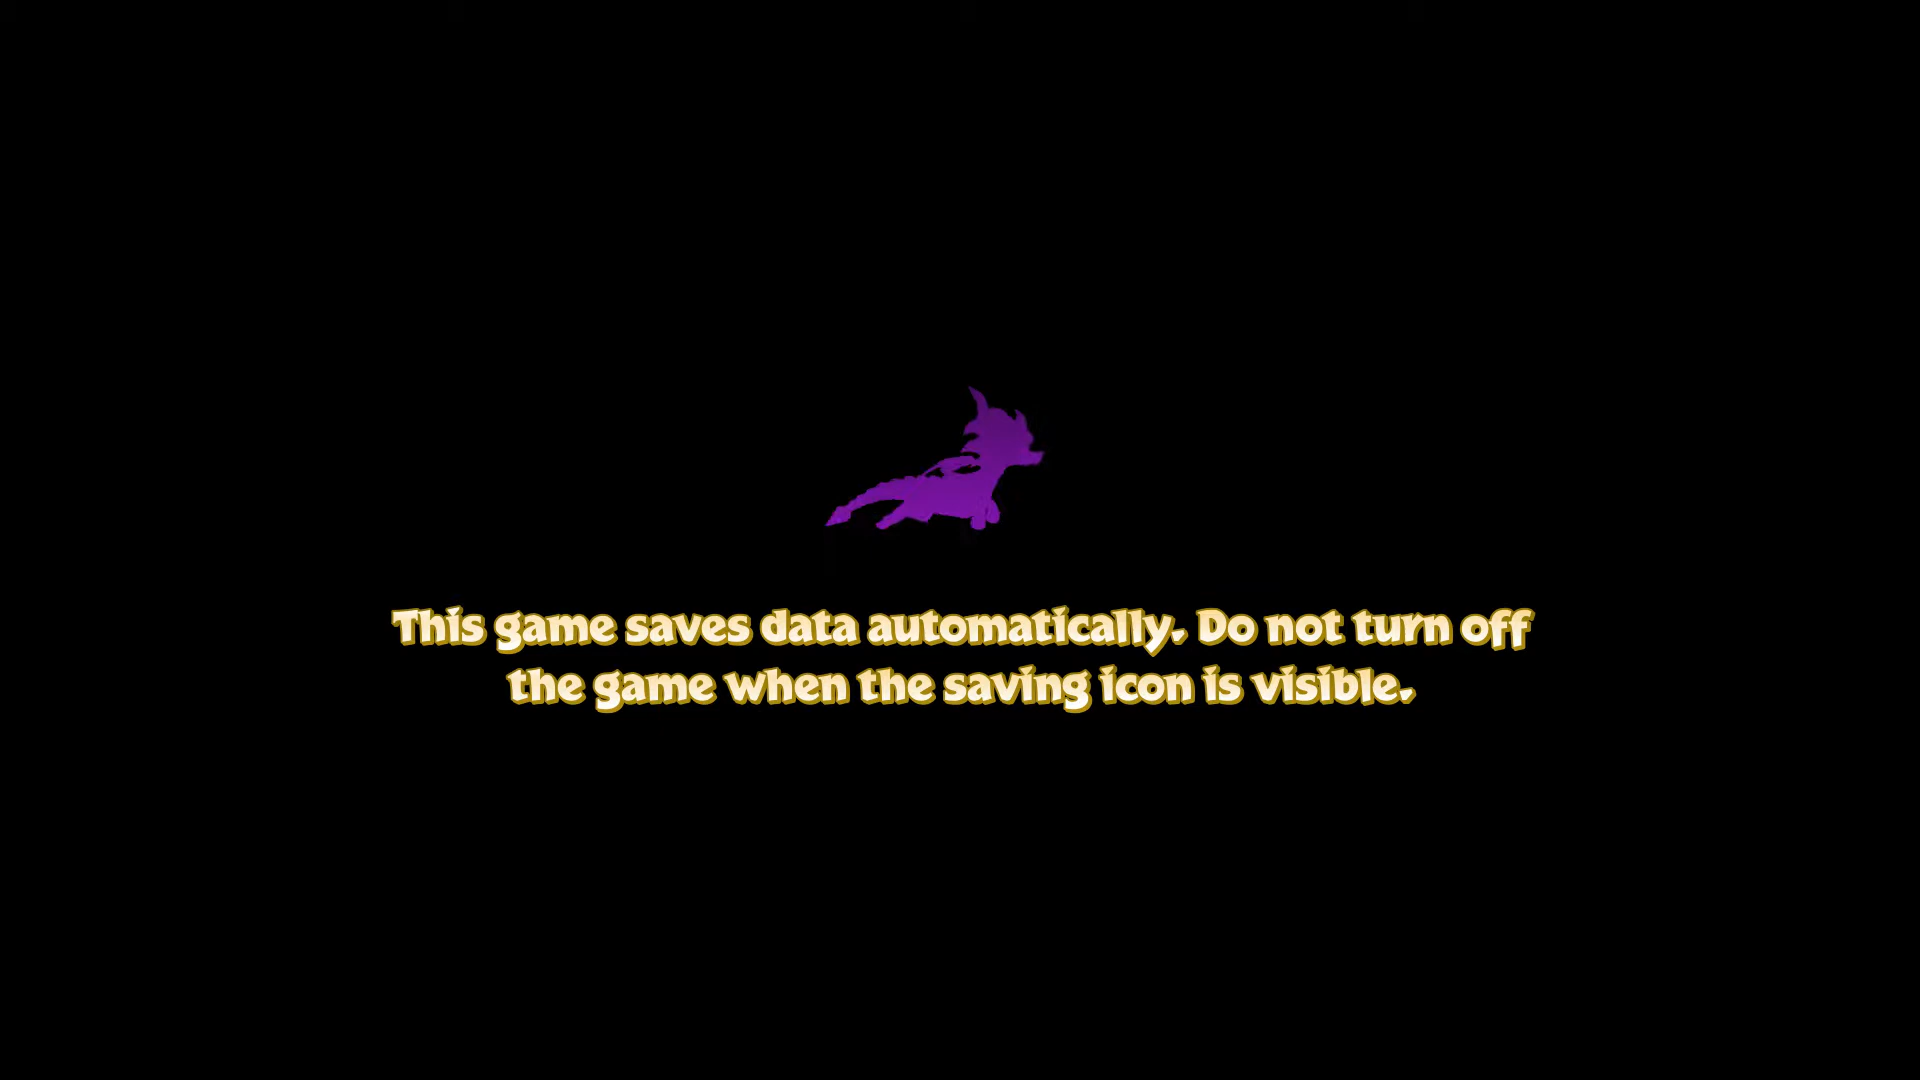 This game saves data automatically. Do not turn off
the game when the saving icon is visible.